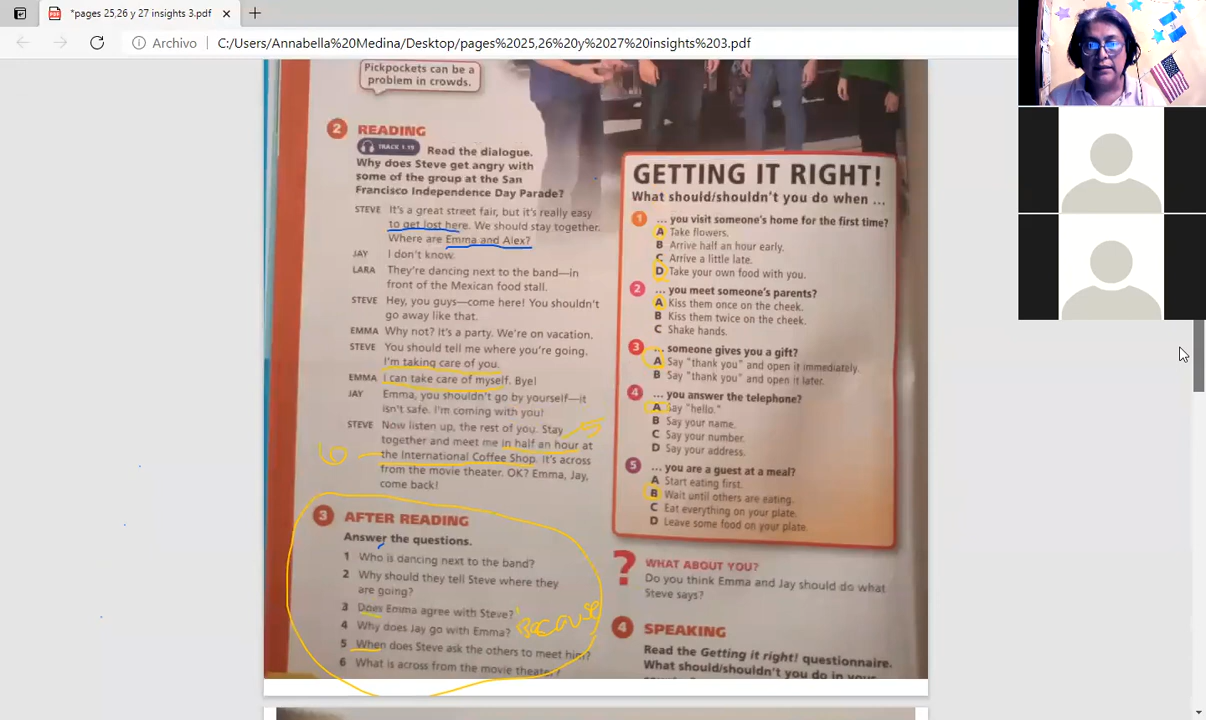 *pages 25,26 y 27 insights 3.pdf
Archivo
C:/Users/Annabella%20Medina/Desktop/pages%2025,26%20y%2027%20insights%203.pdf
Pickpockets can be a
problem in crowds.
2 READING
TRACK 1.19 Read the dialogue.
Why does Steve get angry with
some of the group at the San
Francisco Independence Day Parade?
STEVE It's a great street fair, but it's really easy
to get lost here. We should stay together.
Where are Emma and Alex?
JAY I don't know.
LARA They're dancing next to the band—in
front of the Mexican food stall.
STEVE Hey, you guys—come here! You shouldn't
go away like that.
EMMA Why not? It's a party. We're on vacation.
STEVE You should tell me where you're going.
I'm taking care of you.
EMMA I can take care of myself. Bye!
JAY Emma, you shouldn't go by yourself—it
isn't safe. I'm coming with you!
STEVE Now listen up, the rest of you. Stay
together and meet me in half an hour at
the International Coffee Shop. It's across
from the movie theater. OK? Emma, Jay,
come back!
5
6
3 AFTER READING
Answer the questions.
1 Who is dancing next to the band?
2 Why should they tell Steve where they
are going?
3 Does Emma agree with Steve?
4 Why does Jay go with Emma?
Because
5 When does Steve ask the others to meet him?
6 What is across from the movie theater?
GETTING IT RIGHT!
What should/shouldn't you do when ...
1 ... you visit someone's home for the first time?
A Take flowers.
B Arrive half an hour early.
C Arrive a little late.
D Take your own food with you.
2 ... you meet someone's parents?
A Kiss them once on the cheek.
B Kiss them twice on the cheek.
C Shake hands.
3 ... someone gives you a gift?
A Say "thank you" and open it immediately.
B Say "thank you" and open it later.
4 ... you answer the telephone?
A Say "hello."
B Say your name.
C Say your number.
D Say your address.
5 ... you are a guest at a meal?
A Start eating first.
B Wait until others are eating.
C Eat everything on your plate.
D Leave some food on your plate.
? WHAT ABOUT YOU?
Do you think Emma and Jay should do what
Steve says?
4 SPEAKING
Read the Getting it right! questionnaire.
What should/shouldn't you do in your